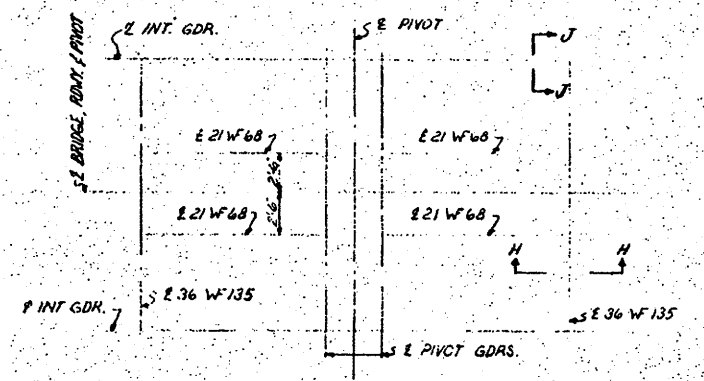 ℄ INT. GDR.
℄ PIVOT
J
J
℄ BRIDGE, RDWY. & PIVOT
℄ 21 WF 68
℄ 21 WF 68
2'6"
2'6"
℄ 21 WF 68
℄ 21 WF 68
H
H
℄ 36 WF 135
℄ INT GDR.
℄ 36 WF 135
℄ PIVOT GDRS.